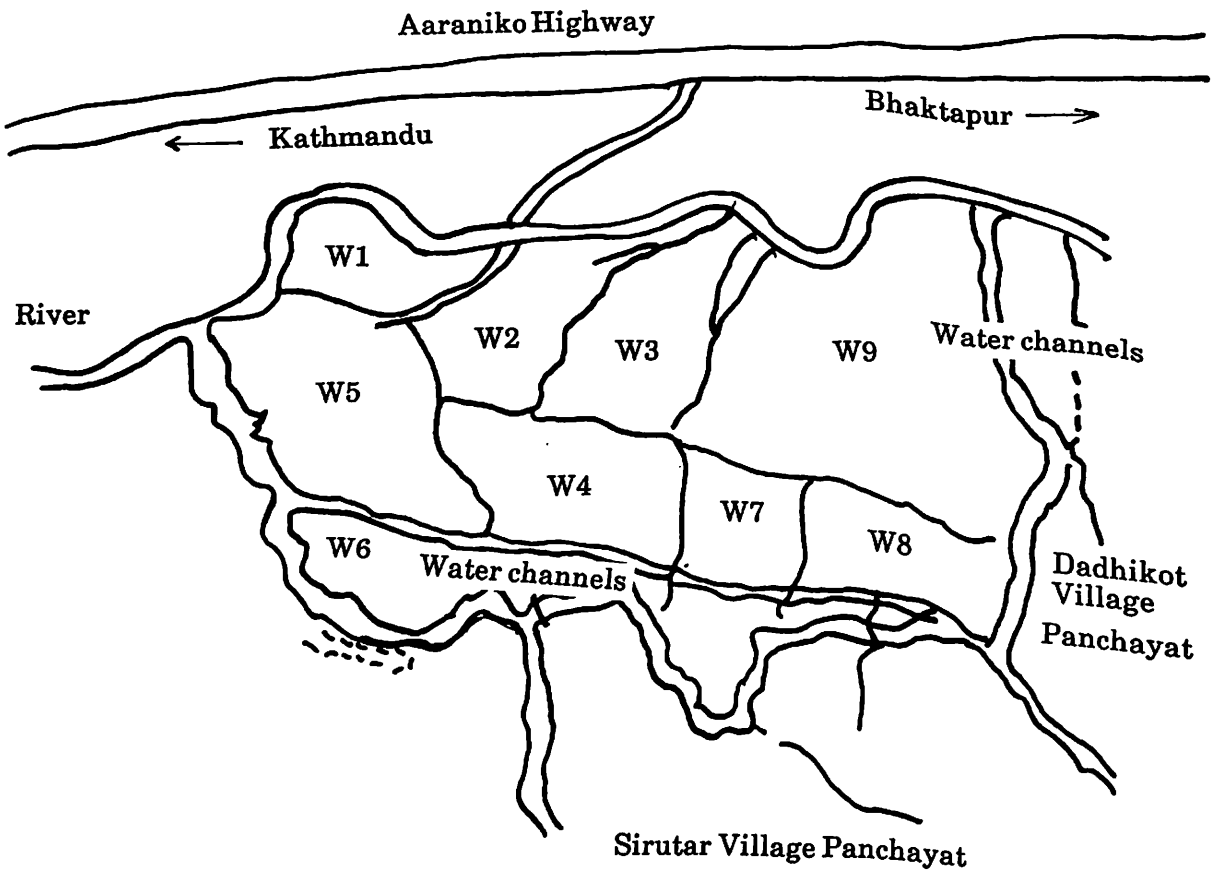 Aaraniko Highway
Bhaktapur →
← Kathmandu
W1
River
W2
W3
W9
Water channels
W5
W4
W7
W8
W6
Water channels
Dadhikot
Village
Panchayat
Sirutar Village Panchayat